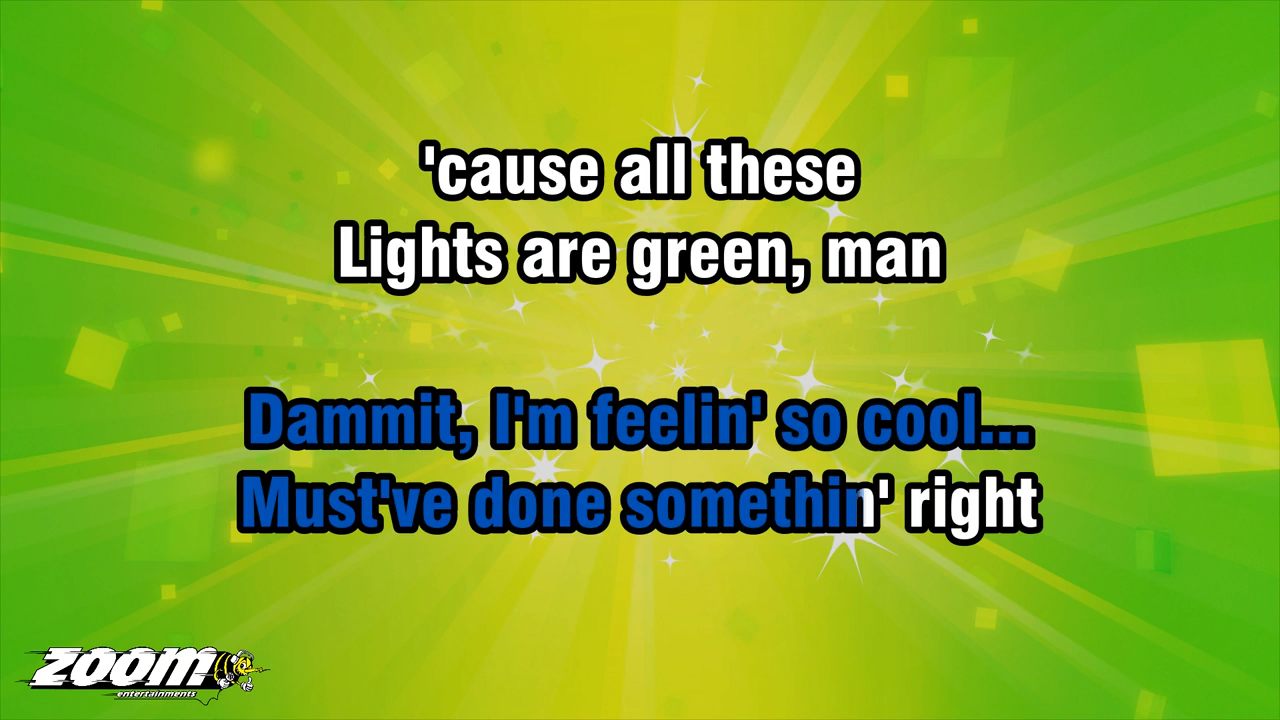 'cause all these
Lights are green, man
Dammit, I'm feelin' so cool...
Must've done somethin' right
zoom
entertainments